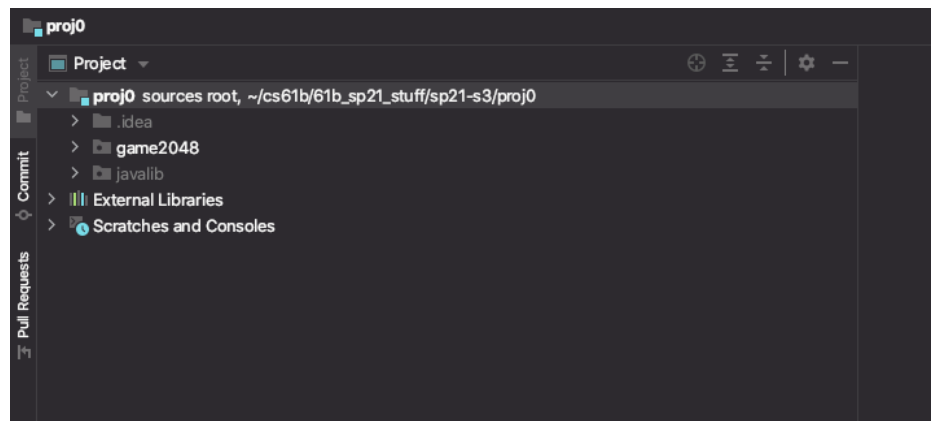 proj0
Project
Project
proj0 sources root, ~/cs61b/61b_sp21_stuff/sp21-s3/proj0
.idea
game2048
javalib
External Libraries
Scratches and Consoles
Commit
Pull Requests